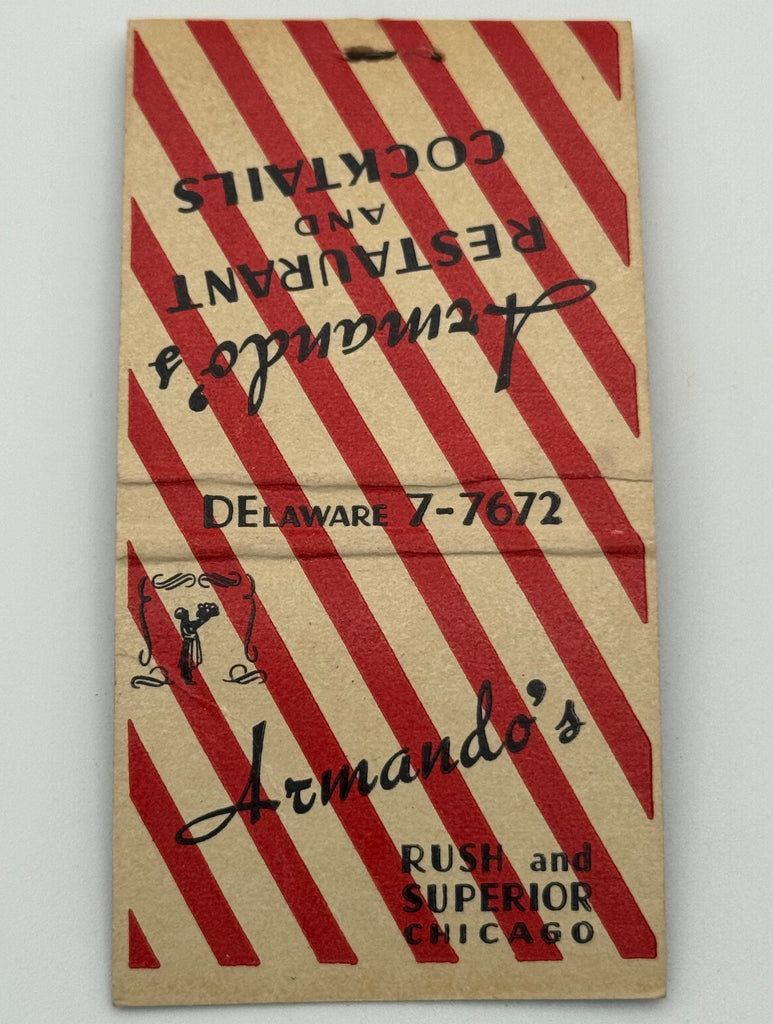 Armando's
RESTAURANT
AND
COCKTAILS
DELAWARE 7-7672
Armando's
RUSH and
SUPERIOR
CHICAGO